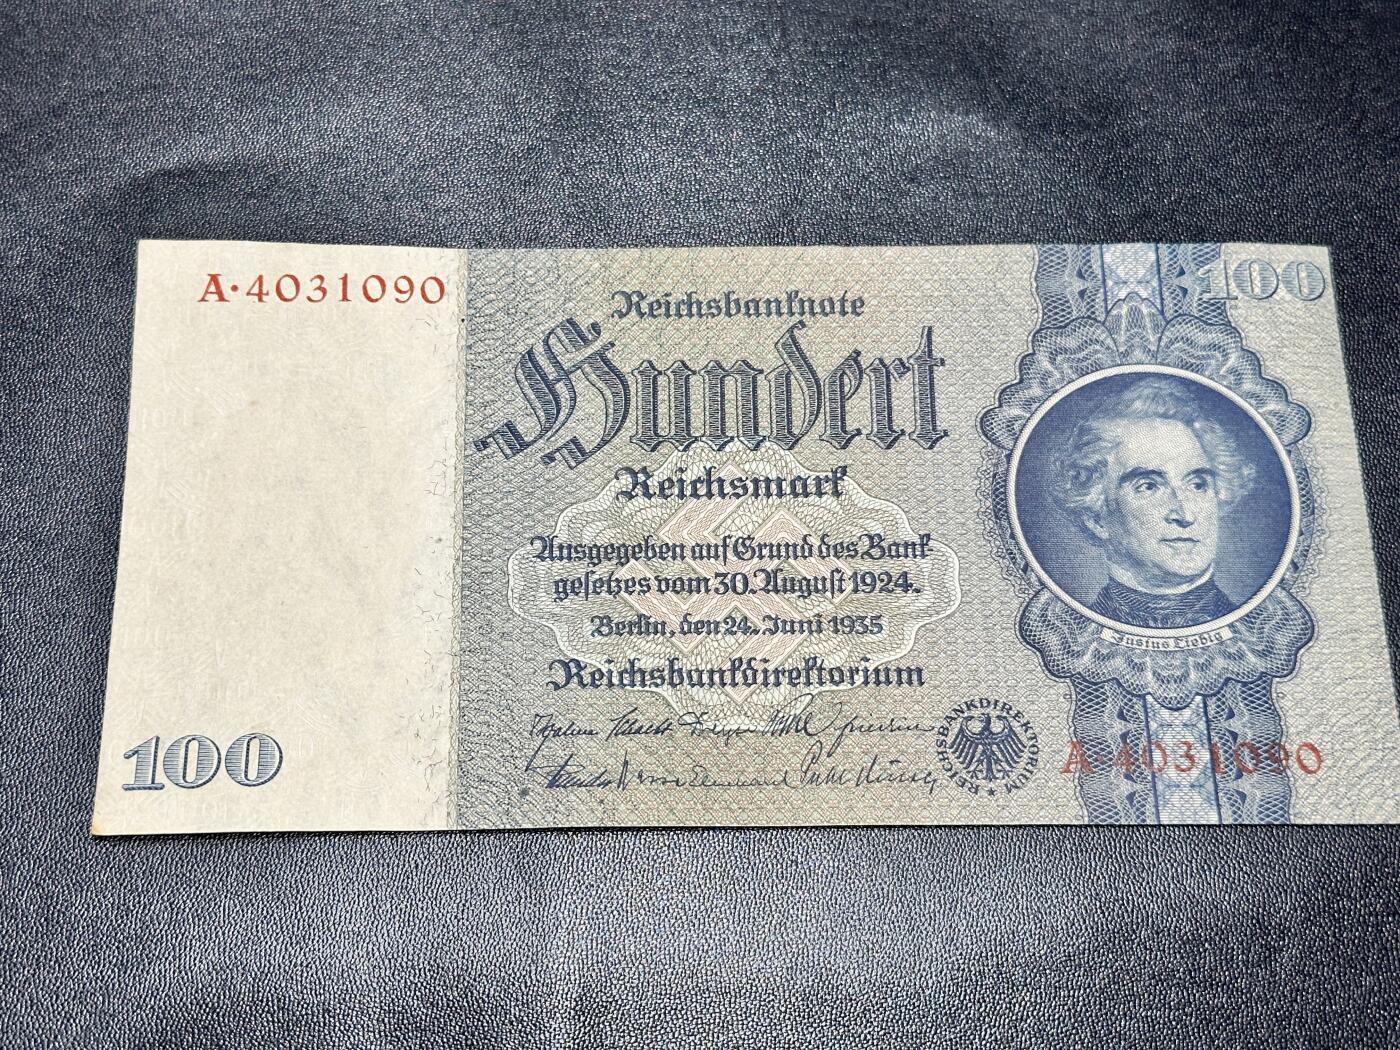 A·4031090
100
Reichsbanknote
Hundert
Reichsmark
Ausgegeben auf Grund des Bank-
gesetzes vom 30. August 1924.
Berlin, den 24. Juni 1935
Reichsbankdirektorium
REICHSBANKDIREKTORIUM ★
Justus Liebig
A·4031090
100